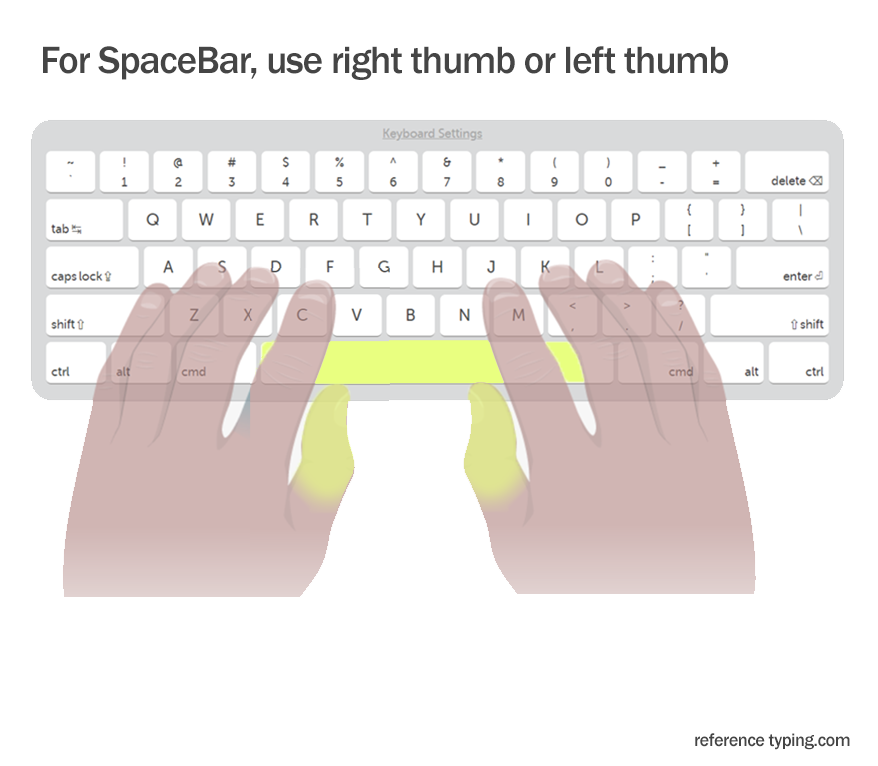 For SpaceBar, use right thumb or left thumb
Keyboard Settings
~ ! @ # $ % ^ & * ( ) _ +
` 1 2 3 4 5 6 7 8 9 0 - = delete
tab Q W E R T Y U I O P { [ } ] | \
caps lock A S D F G H J K L : ; " ' enter
shift Z X C V B N M < , > . ? / shift
ctrl alt cmd cmd alt ctrl
reference typing.com